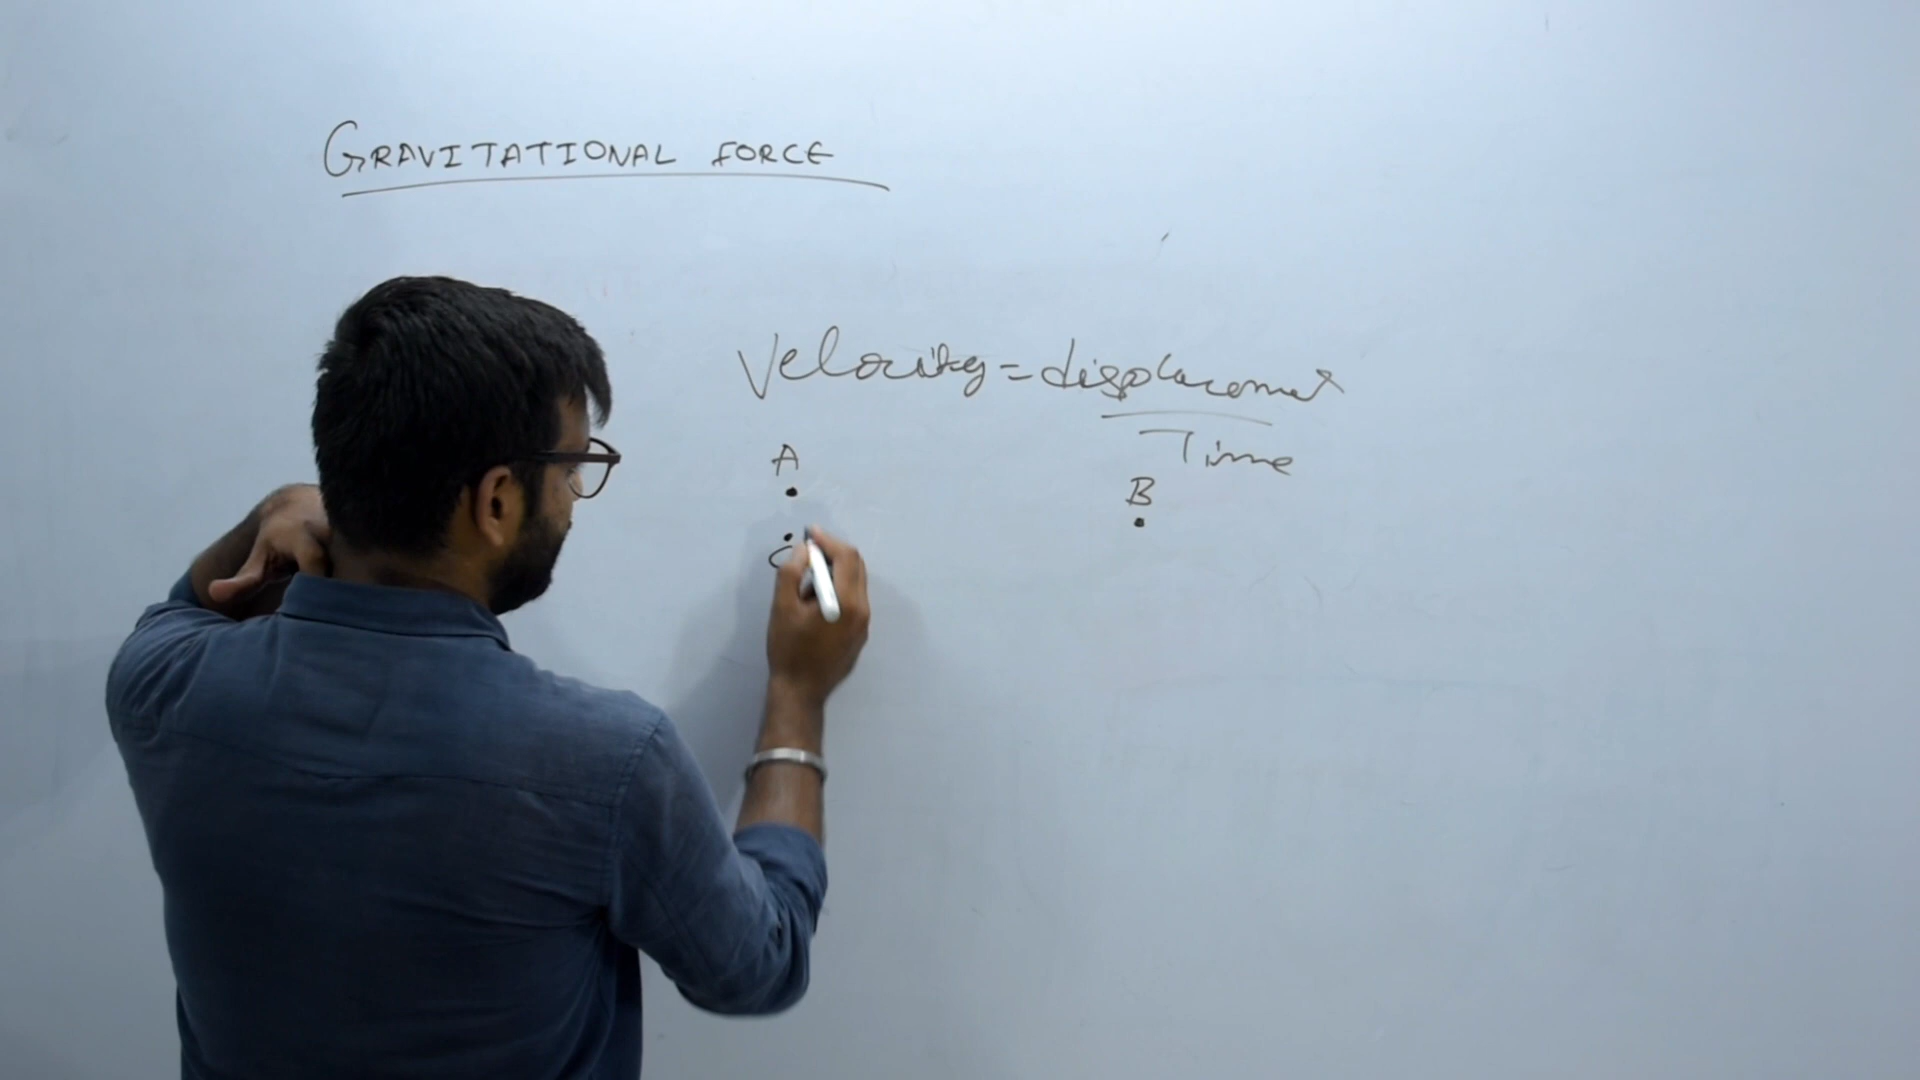 GRAVITATIONAL FORCE
Velocity = displacement
Time
A
B
C